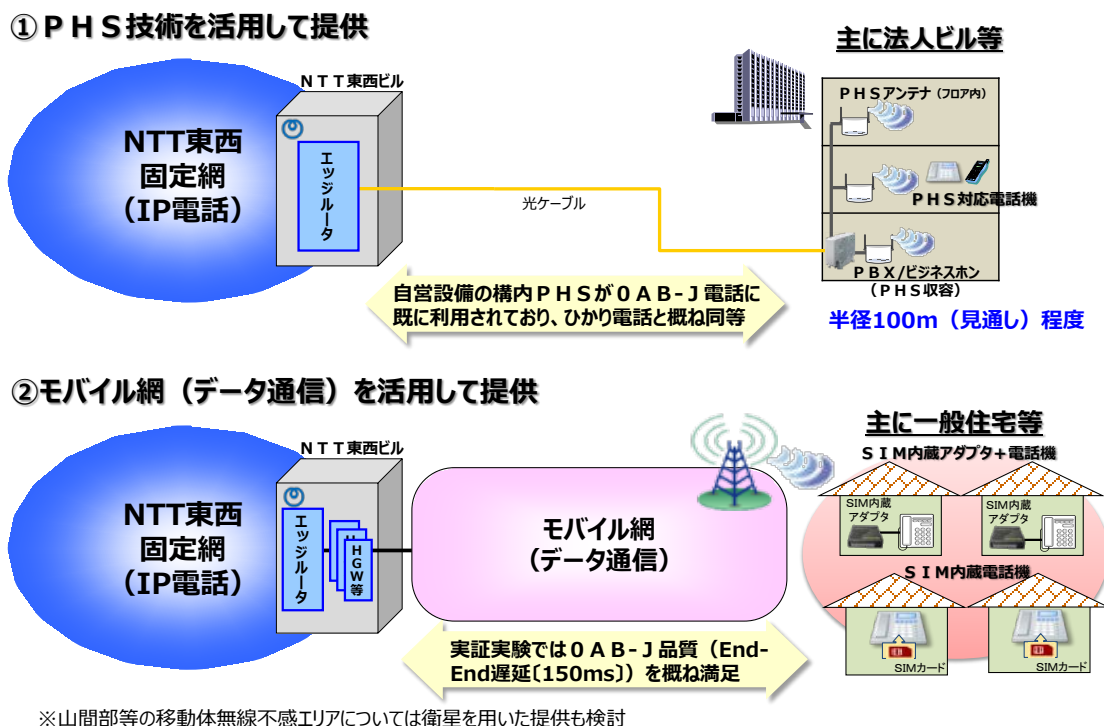 ①ＰＨＳ技術を活用して提供
主に法人ビル等
ＮＴＴ東西ビル
NTT東西
固定網
（IP電話）
エッジルータ
光ケーブル
ＰＨＳアンテナ（フロア内）
ＰＨＳ対応電話機
ＰＢＸ/ビジネスホン
（ＰＨＳ収容）
自営設備の構内ＰＨＳが０ＡＢ-Ｊ電話に
既に利用されており、ひかり電話と概ね同等
半径100m（見通し）程度
②モバイル網（データ通信）を活用して提供
主に一般住宅等
ＳＩＭ内蔵アダプタ＋電話機
ＮＴＴ東西ビル
NTT東西
固定網
（IP電話）
エッジルータ
HGW等
モバイル網
（データ通信）
SIM内蔵
アダプタ
SIM内蔵
アダプタ
ＳＩＭ内蔵電話機
SIMカード
SIMカード
実証実験では０ＡＢ-Ｊ品質（End-
End遅延〔150ms〕）を概ね満足
※山間部等の移動体無線不感エリアについては衛星を用いた提供も検討